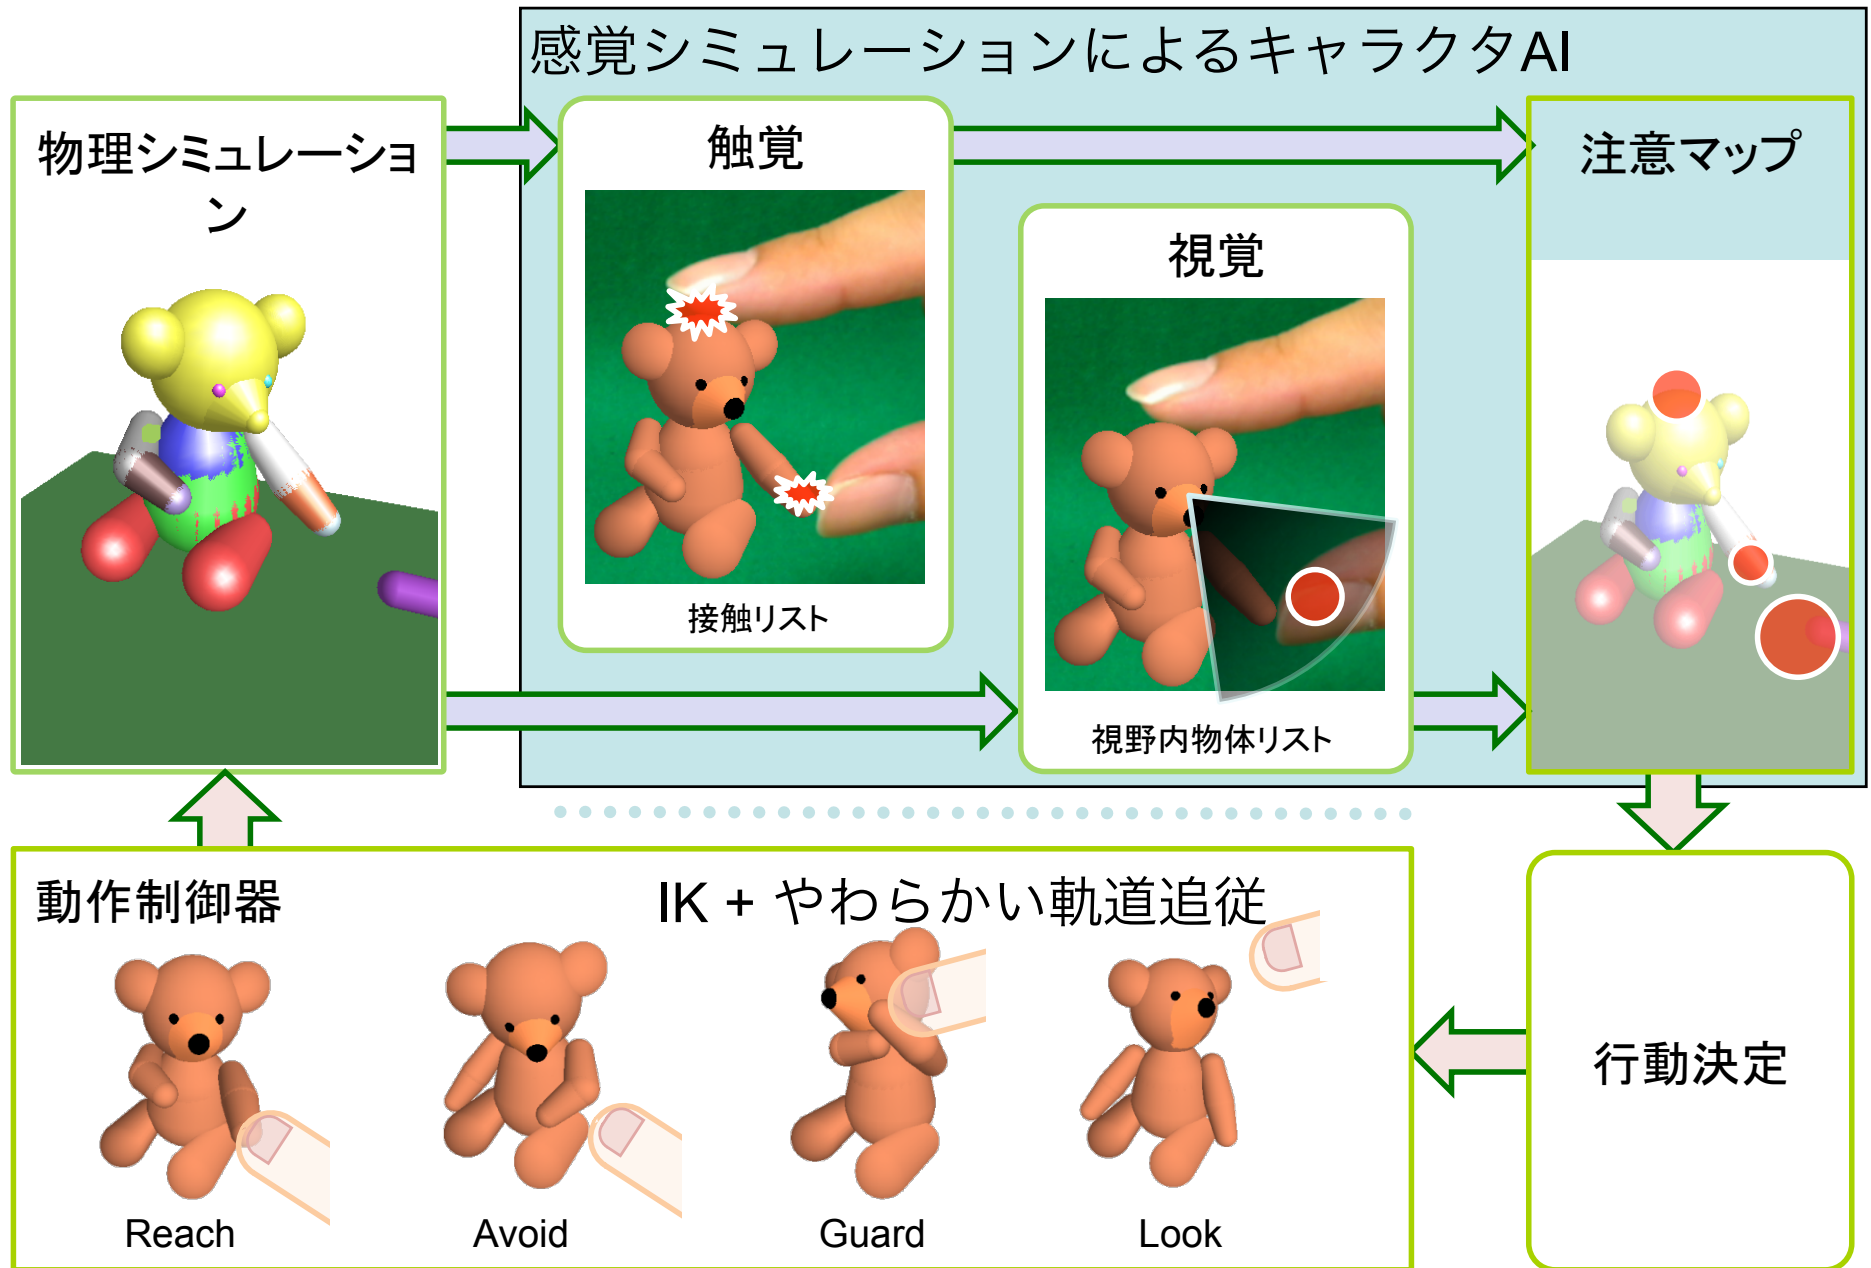 感覚シミュレーションによるキャラクタAI
物理シミュレーショ
ン
触覚
接触リスト
視覚
視野内物体リスト
注意マップ
動作制御器
IK + やわらかい軌道追従
Reach
Avoid
Guard
Look
行動決定